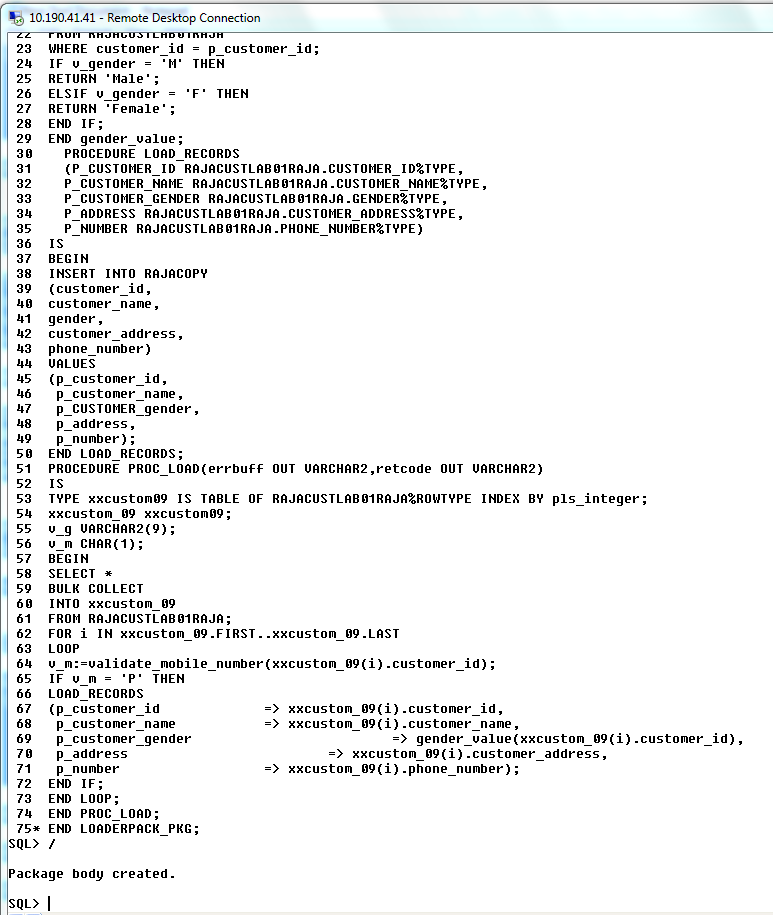 10.190.41.41 - Remote Desktop Connection
22 FROM RAJACUSTLAB01RAJA
23 WHERE customer_id = p_customer_id;
24 IF v_gender = 'M' THEN
25 RETURN 'Male';
26 ELSIF v_gender = 'F' THEN
27 RETURN 'Female';
28 END IF;
29 END gender_value;
30 PROCEDURE LOAD_RECORDS
31 (P_CUSTOMER_ID RAJACUSTLAB01RAJA.CUSTOMER_ID%TYPE,
32 P_CUSTOMER_NAME RAJACUSTLAB01RAJA.CUSTOMER_NAME%TYPE,
33 P_CUSTOMER_GENDER RAJACUSTLAB01RAJA.GENDER%TYPE,
34 P_ADDRESS RAJACUSTLAB01RAJA.CUSTOMER_ADDRESS%TYPE,
35 P_NUMBER RAJACUSTLAB01RAJA.PHONE_NUMBER%TYPE)
36 IS
37 BEGIN
38 INSERT INTO RAJACOPY
39 (customer_id,
40 customer_name,
41 gender,
42 customer_address,
43 phone_number)
44 VALUES
45 (p_customer_id,
46 p_customer_name,
47 p_CUSTOMER_gender,
48 p_address,
49 p_number);
50 END LOAD_RECORDS;
51 PROCEDURE PROC_LOAD(errbuff OUT VARCHAR2,retcode OUT VARCHAR2)
52 IS
53 TYPE xxcustom09 IS TABLE OF RAJACUSTLAB01RAJA%ROWTYPE INDEX BY pls_integer;
54 xxcustom_09 xxcustom09;
55 v_g VARCHAR2(9);
56 v_m CHAR(1);
57 BEGIN
58 SELECT *
59 BULK COLLECT
60 INTO xxcustom_09
61 FROM RAJACUSTLAB01RAJA;
62 FOR i IN xxcustom_09.FIRST..xxcustom_09.LAST
63 LOOP
64 v_m:=validate_mobile_number(xxcustom_09(i).customer_id);
65 IF v_m = 'P' THEN
66 LOAD_RECORDS
67 (p_customer_id => xxcustom_09(i).customer_id,
68 p_customer_name => xxcustom_09(i).customer_name,
69 p_customer_gender => gender_value(xxcustom_09(i).customer_id),
70 p_address => xxcustom_09(i).customer_address,
71 p_number => xxcustom_09(i).phone_number);
72 END IF;
73 END LOOP;
74 END PROC_LOAD;
75* END LOADERPACK_PKG;
SQL> /
Package body created.
SQL>